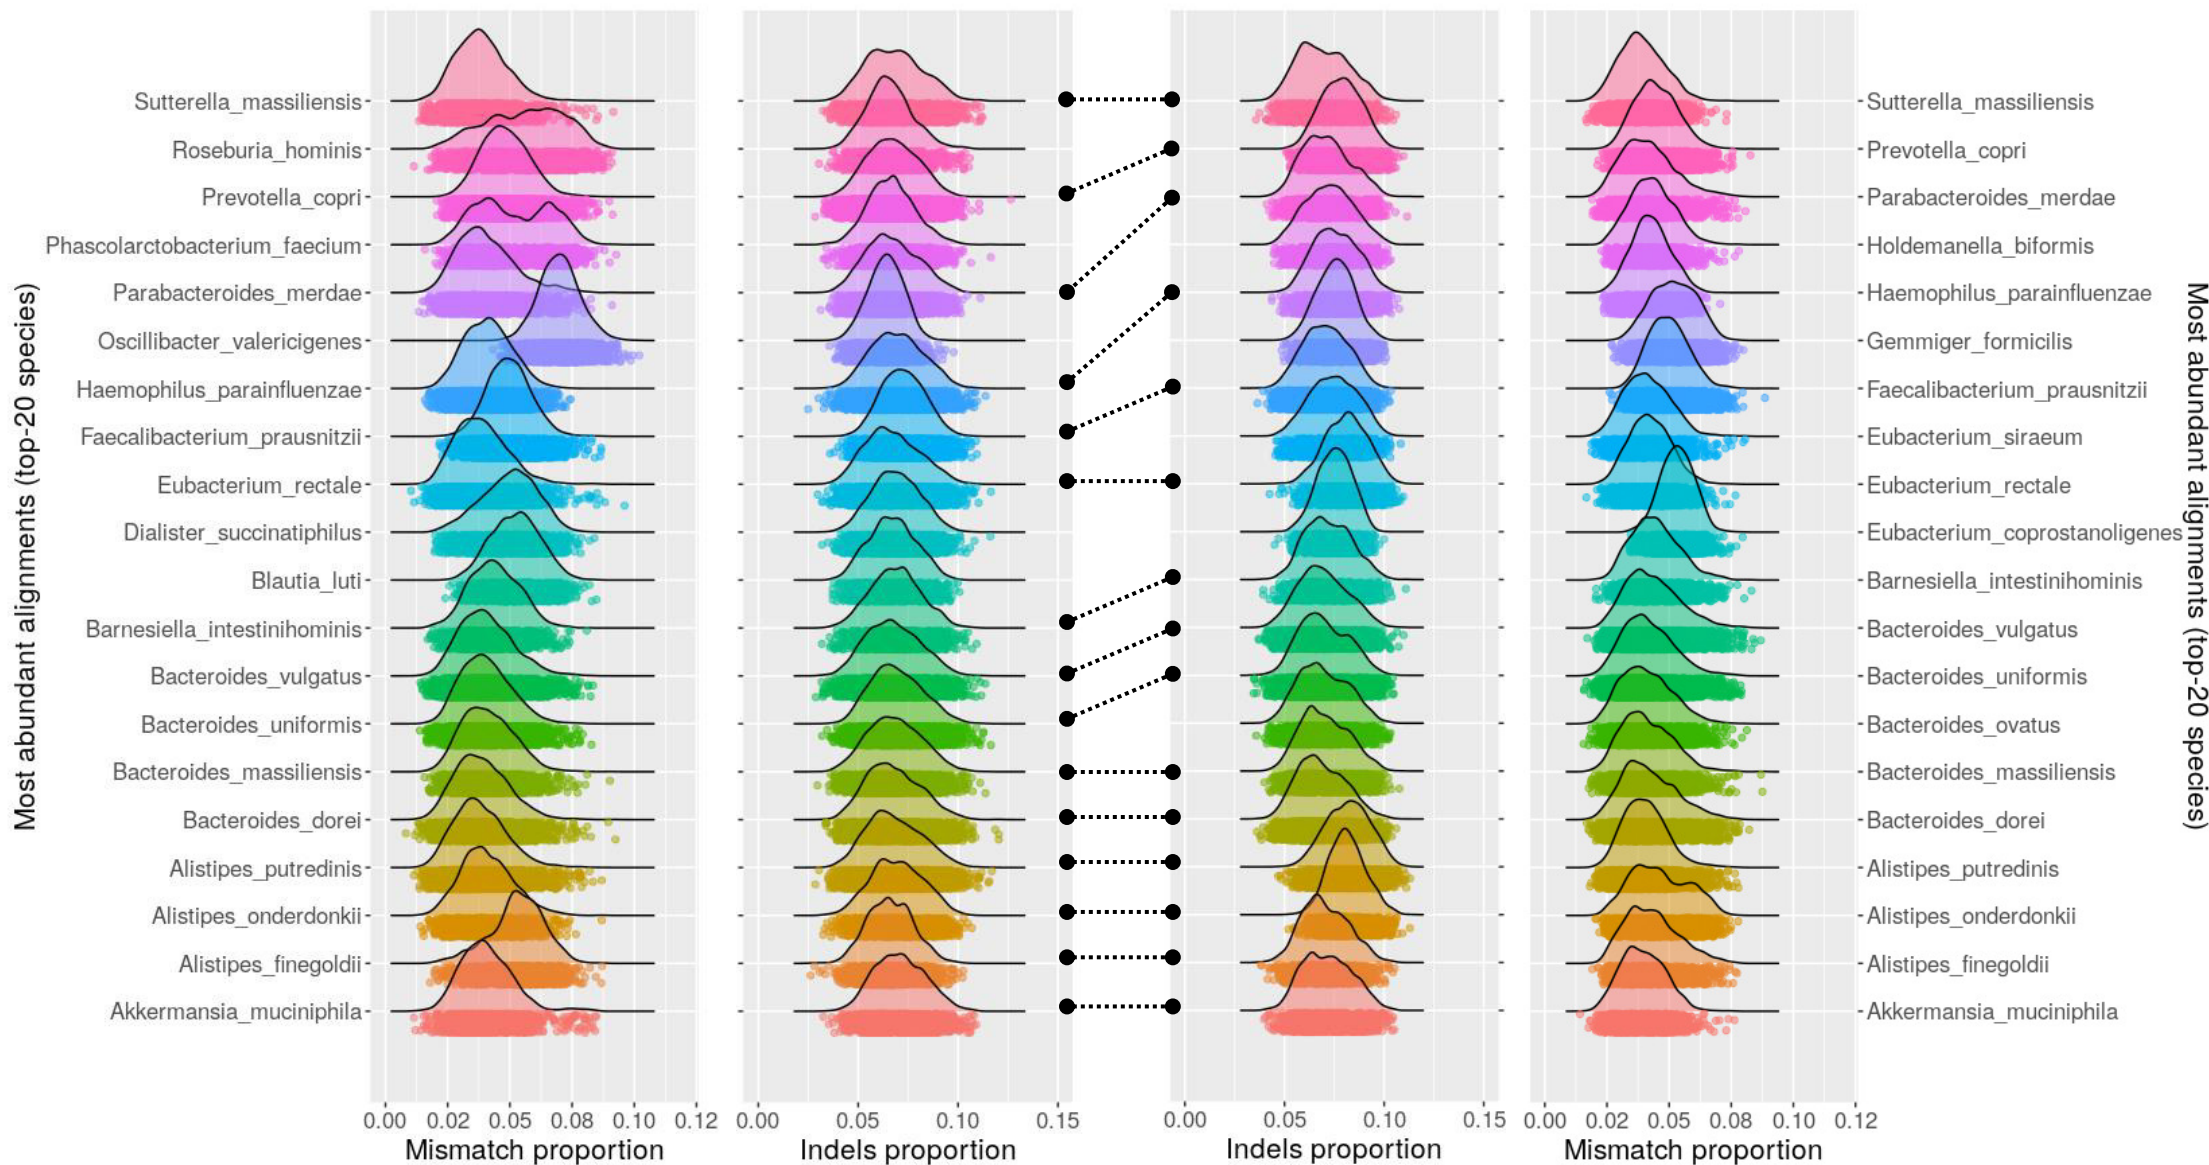 Most abundant alignments (top-20 species)
Sutterella_massiliensis
Roseburia_hominis
Prevotella_copri
Phascolarctobacterium_faecium
Parabacteroides_merdae
Oscillibacter_valericigenes
Haemophilus_parainfluenzae
Faecalibacterium_prausnitzii
Eubacterium_rectale
Dialister_succinatiphilus
Blautia_luti
Barnesiella_intestinihominis
Bacteroides_vulgatus
Bacteroides_uniformis
Bacteroides_massiliensis
Bacteroides_dorei
Alistipes_putredinis
Alistipes_onderdonkii
Alistipes_finegoldii
Akkermansia_muciniphila
0.00 0.02 0.05 0.08 0.10 0.12
Mismatch proportion
0.00 0.05 0.10 0.15
Indels proportion
0.00 0.05 0.10 0.15
Indels proportion
0.00 0.02 0.05 0.08 0.10 0.12
Mismatch proportion
Sutterella_massiliensis
Prevotella_copri
Parabacteroides_merdae
Holdemanella_biformis
Haemophilus_parainfluenzae
Gemmiger_formicilis
Faecalibacterium_prausnitzii
Eubacterium_siraeum
Eubacterium_rectale
Eubacterium_coprostanoligenes
Barnesiella_intestinihominis
Bacteroides_vulgatus
Bacteroides_uniformis
Bacteroides_ovatus
Bacteroides_massiliensis
Bacteroides_dorei
Alistipes_putredinis
Alistipes_onderdonkii
Alistipes_finegoldii
Akkermansia_muciniphila
Most abundant alignments (top-20 species)